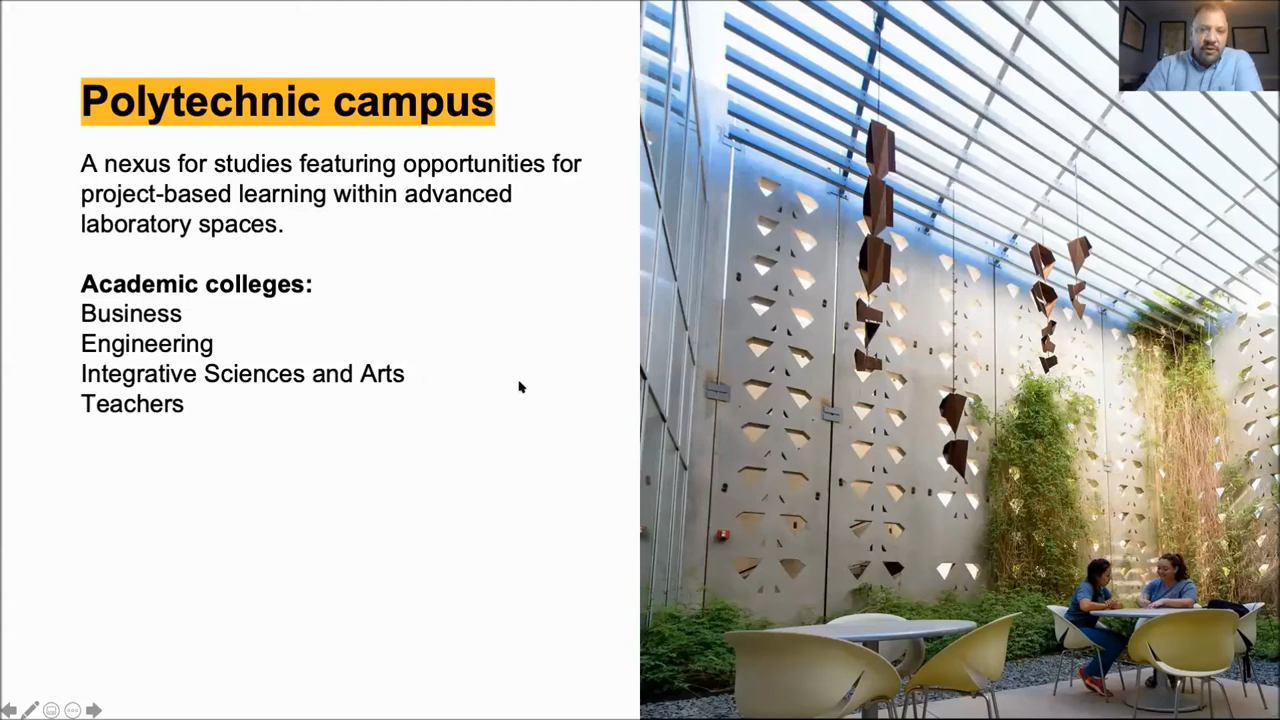 Polytechnic campus
A nexus for studies featuring opportunities for
project-based learning within advanced
laboratory spaces.
Academic colleges:
Business
Engineering
Integrative Sciences and Arts
Teachers